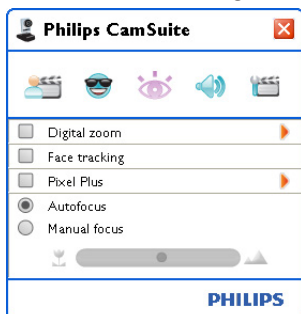 Philips CamSuite
Digital zoom
Face tracking
Pixel Plus
Autofocus
Manual focus
PHILIPS